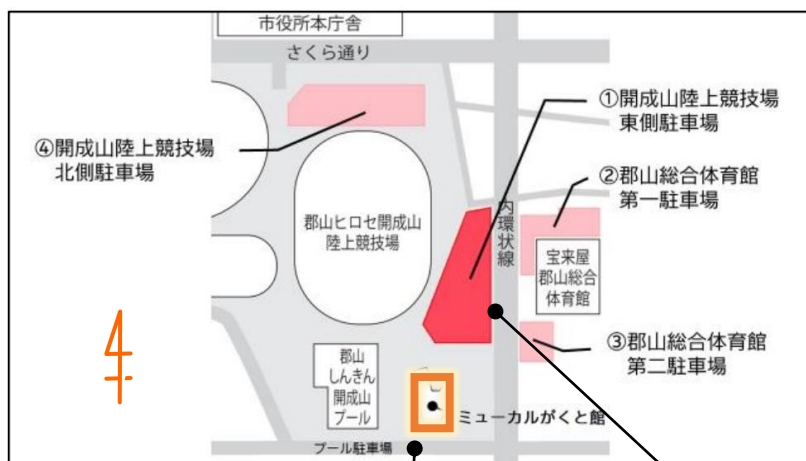 市役所本庁舎
さくら通り
①開成山陸上競技場
東側駐車場
④開成山陸上競技場
北側駐車場
②郡山総合体育館
第一駐車場
郡山ヒロセ開成山
陸上競技場
内環状線
宝来屋
郡山総合
体育館
③郡山総合体育館
第二駐車場
郡山
しんきん
開成山
プール
ミューカルがくと館
プール駐車場